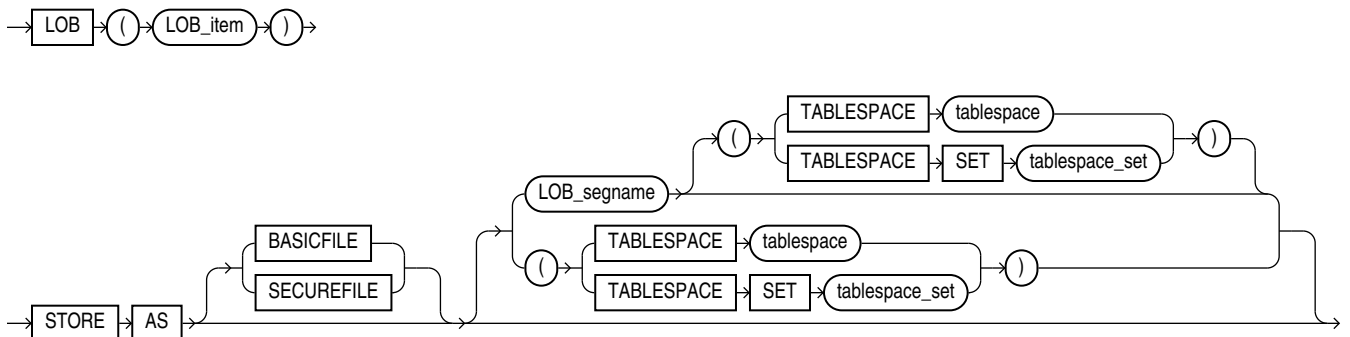 LOB ( LOB_item )
( TABLESPACE tablespace )
TABLESPACE SET tablespace_set
LOB_segname
BASICFILE TABLESPACE tablespace
( )
SECUREFILE TABLESPACE SET tablespace_set
STORE AS